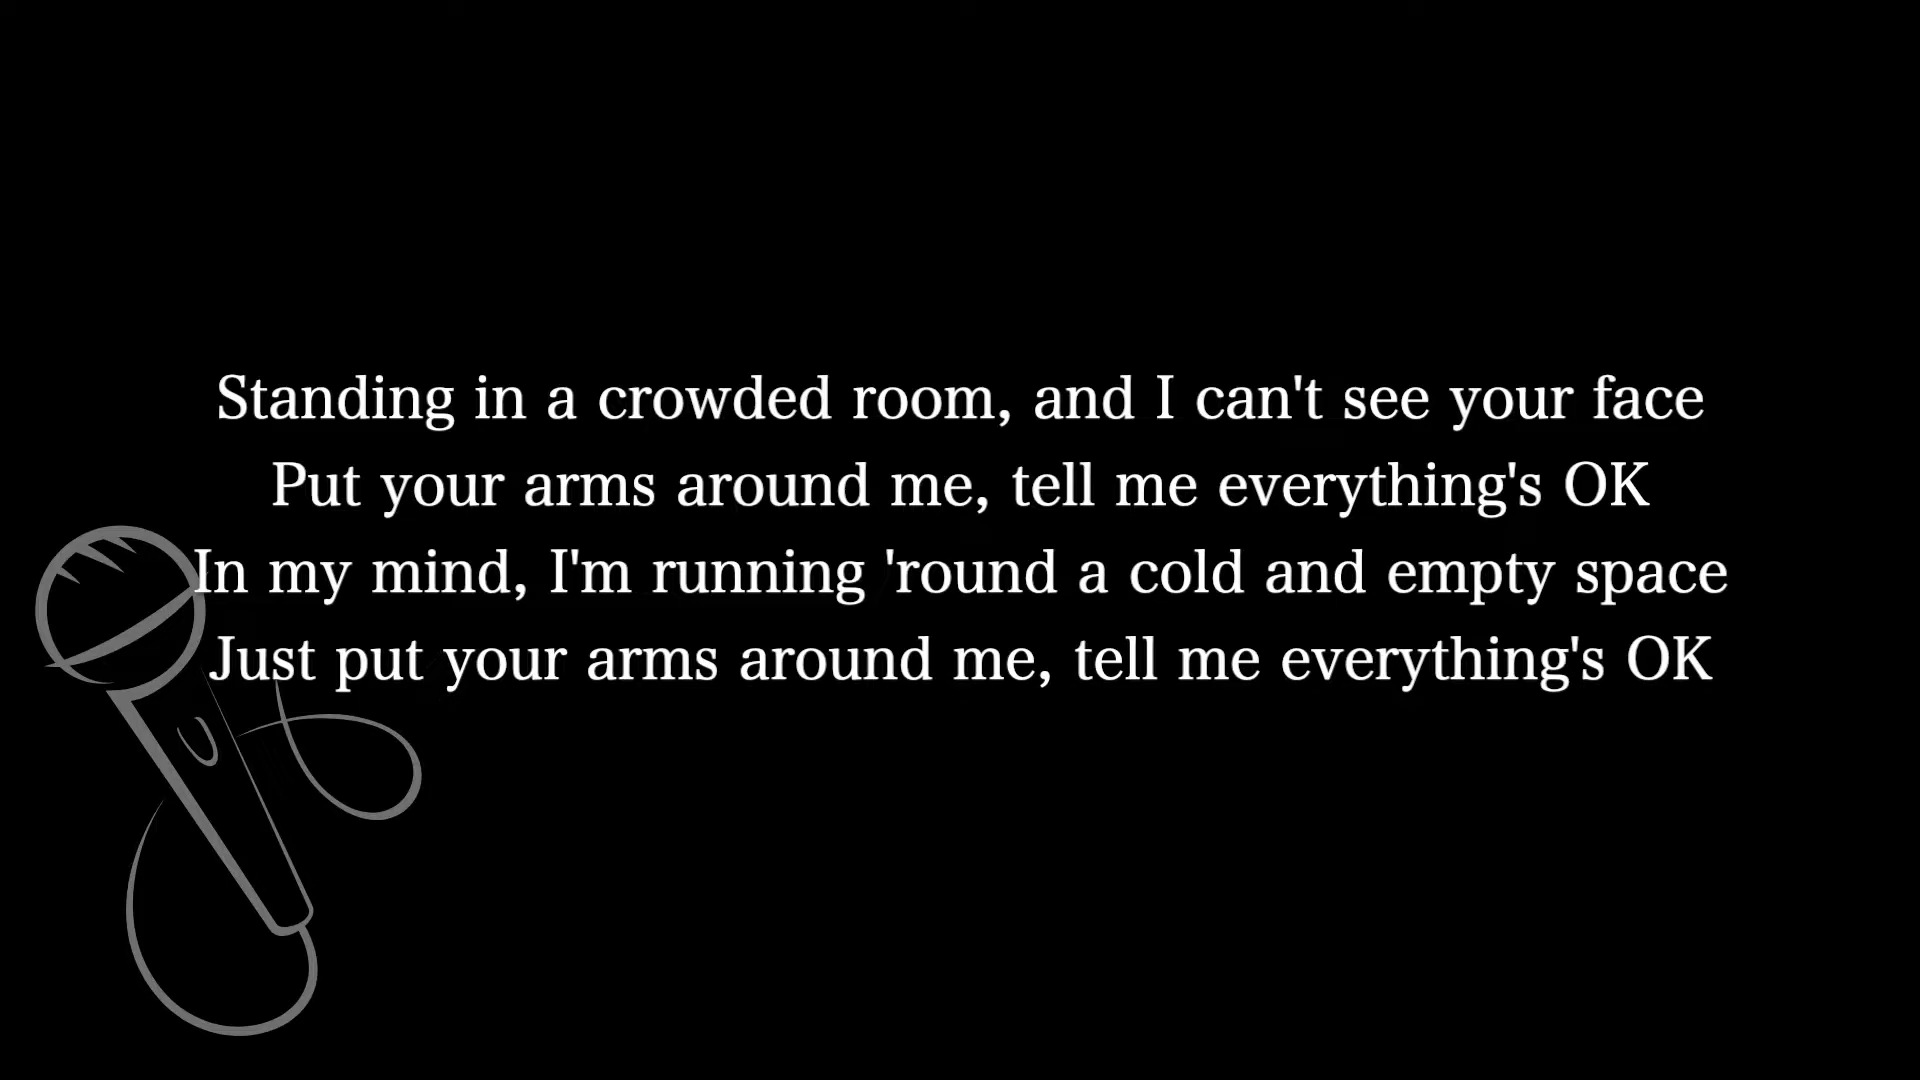 Standing in a crowded room, and I can't see your face
Put your arms around me, tell me everything's OK
In my mind, I'm running 'round a cold and empty space
Just put your arms around me, tell me everything's OK